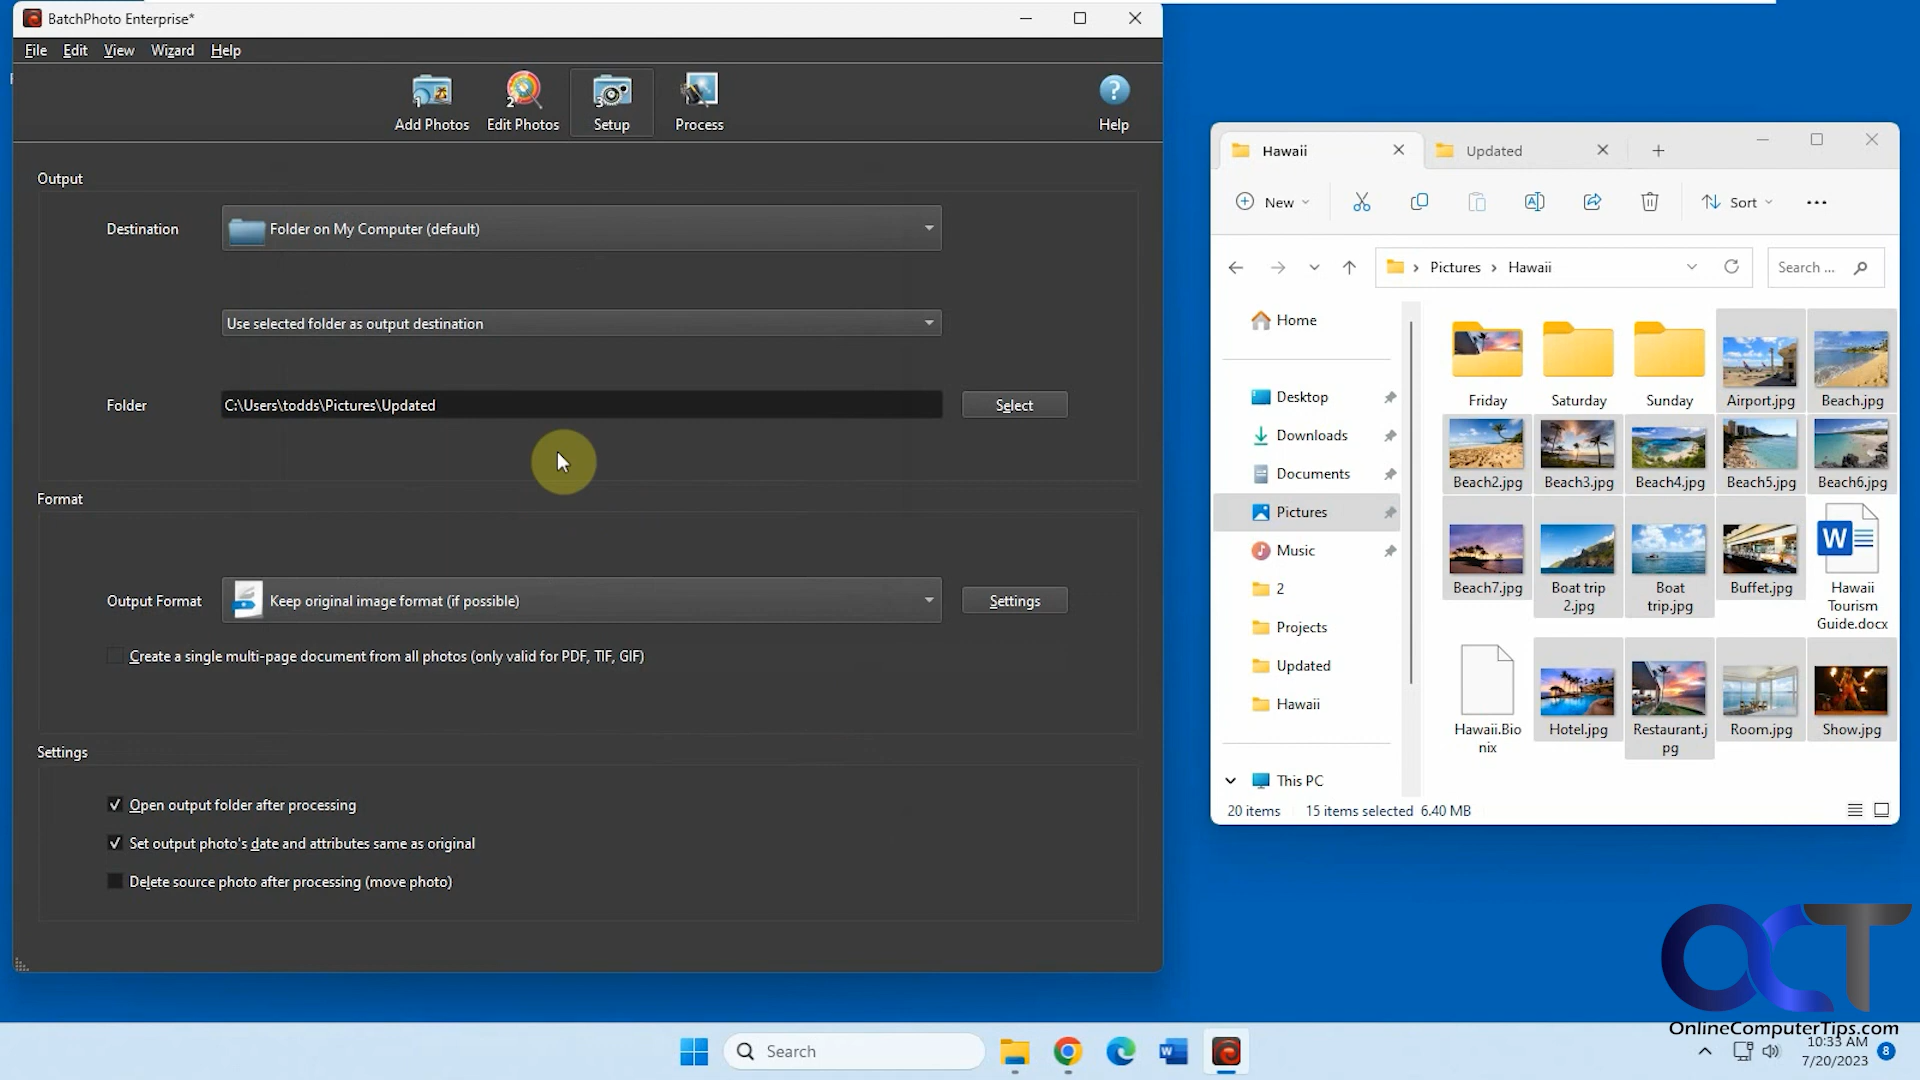 BatchPhoto Enterprise*
File Edit View Wizard Help
1 Add Photos
2 Edit Photos
3 Setup
Process
Help
Output
Destination
Folder on My Computer (default)
Use selected folder as output destination
Folder
C:\Users\todds\Pictures\Updated
Select
Format
Output Format
Keep original image format (if possible)
Settings
Create a single multi-page document from all photos (only valid for PDF, TIF, GIF)
Settings
Open output folder after processing
Set output photo's date and attributes same as original
Delete source photo after processing (move photo)
Hawaii
Updated
New
Sort
Pictures > Hawaii
Search ...
Home
Desktop
Downloads
Documents
Pictures
Music
2
Projects
Updated
Hawaii
This PC
Friday
Saturday
Sunday
Airport.jpg
Beach.jpg
Beach2.jpg
Beach3.jpg
Beach4.jpg
Beach5.jpg
Beach6.jpg
Beach7.jpg
Boat trip
2.jpg
Boat
trip.jpg
Buffet.jpg
W
Hawaii
Tourism
Guide.docx
Hawaii.Bio
nix
Hotel.jpg
Restaurant.j
pg
Room.jpg
Show.jpg
20 items 15 items selected 6.40 MB
OCT
OnlineComputerTips.com
Search
W
10:33 AM
7/20/2023
8